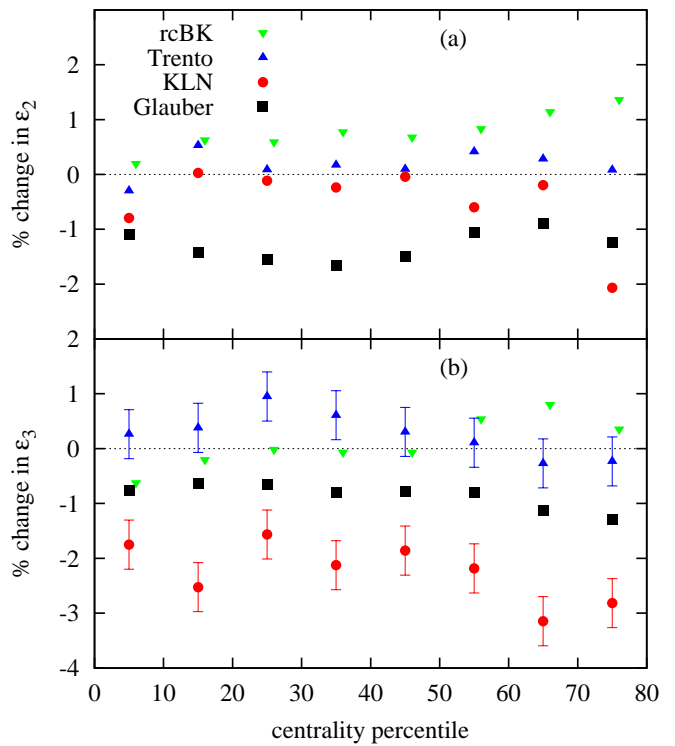 (a)
rcBK
Trento
KLN
Glauber
2
1
0
-1
-2
% change in ε2
2
(b)
1
0
-1
-2
-3
-4
% change in ε3
0 10 20 30 40 50 60 70 80
centrality percentile